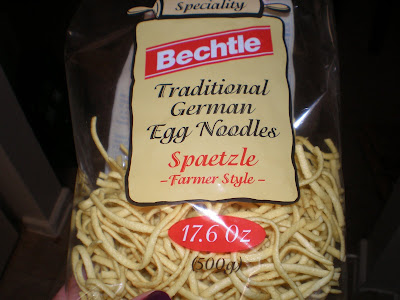 Speciality
Bechtle
Traditional
German
Egg Noodles
Spaetzle
– Farmer Style –
17.6 Oz
(500g)